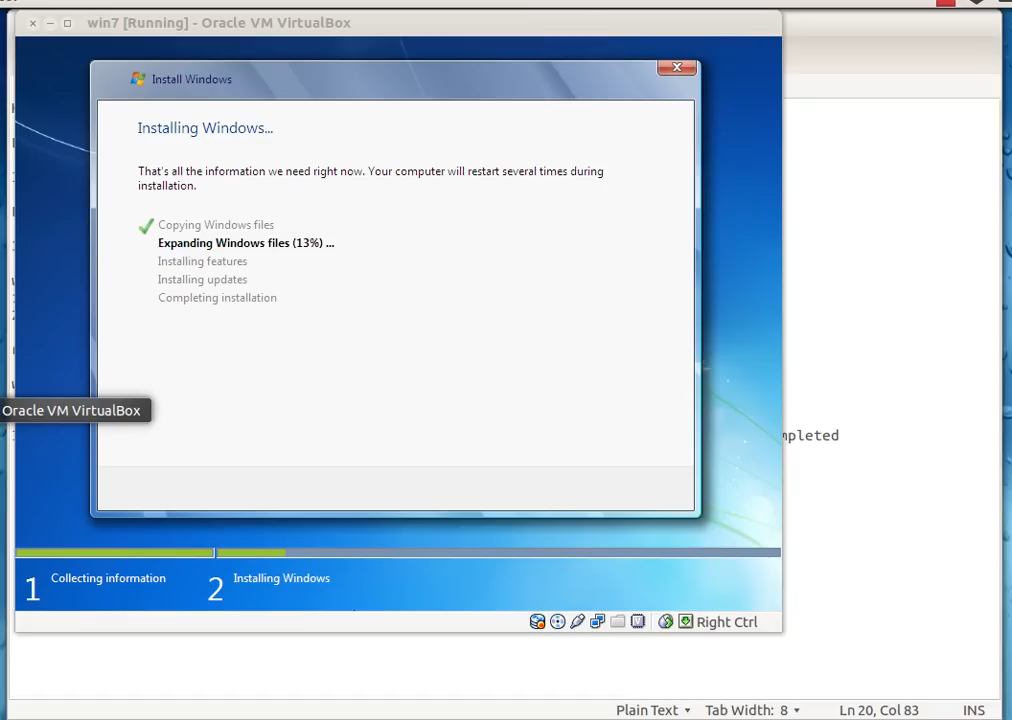 win7 [Running] - Oracle VM VirtualBox
Install Windows
Installing Windows...
That's all the information we need right now. Your computer will restart several times during
installation.
Copying Windows files
Expanding Windows files (13%) ...
Installing features
Installing updates
Completing installation
Oracle VM VirtualBox
mpleted
1 Collecting information
2 Installing Windows
Right Ctrl
Plain Text
Tab Width: 8
Ln 20, Col 83
INS